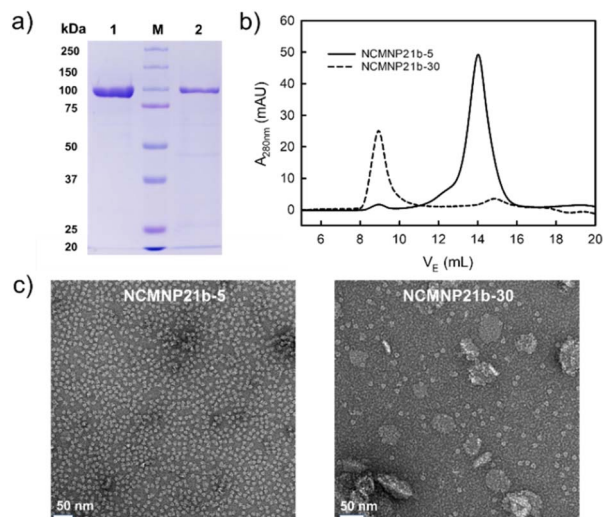 a)
kDa 1 M 2
250
150
100
75
50
37
25
20
b)
60
50
40
30
20
10
0
A280nm (mAU)
NCMNP21b-5
NCMNP21b-30
6 8 10 12 14 16 18 20
VE (mL)
c)
NCMNP21b-5
50 nm
NCMNP21b-30
50 nm